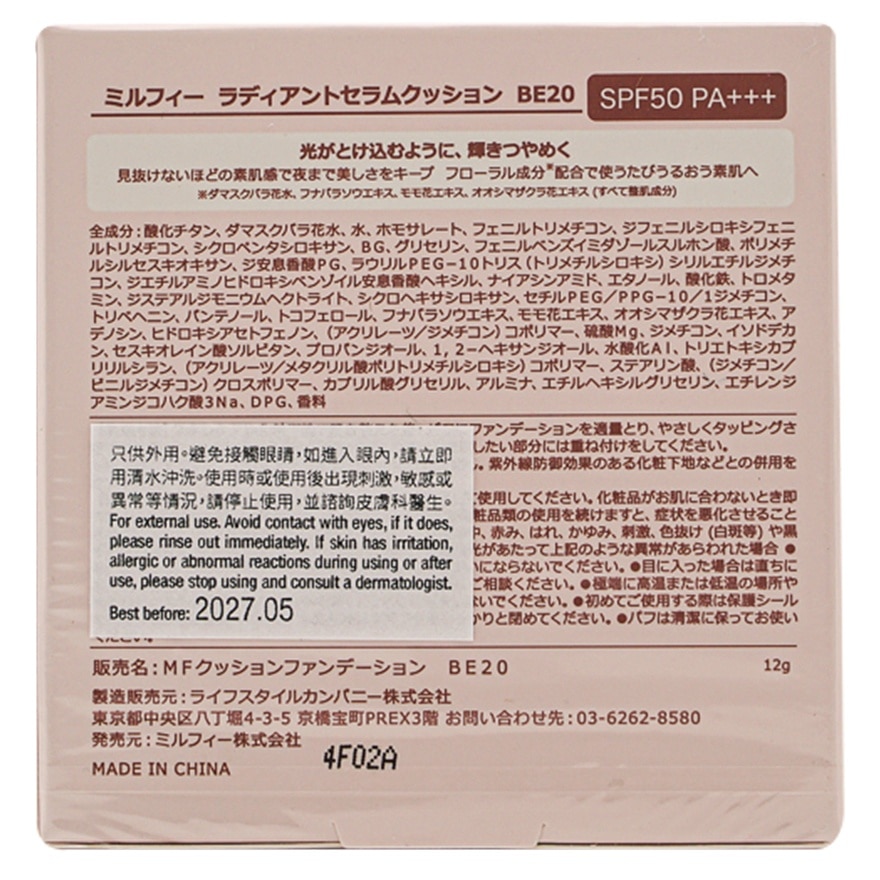 ミルフィー ラディアントセラムクッション BE20 SPF50 PA+++
光がとけ込むように、輝きつやめく
見抜けないほどの素肌感で夜まで美しさをキープ フローラル成分※配合で使うたびうるおう素肌へ
※ダマスクバラ花水、フナバラソウエキス、モモ花エキス、オオシマザクラ花エキス (すべて整肌成分)
全成分:酸化チタン、ダマスクバラ花水、水、ホモサレート、フェニルトリメチコン、ジフェニルシロキシフェニ
ルトリメチコン、シクロペンタシロキサン、BG、グリセリン、フェニルベンズイミダゾールスルホン酸、ポリメチ
ルシルセスキオキサン、ジ安息香酸PG、ラウリルPEG-10トリス(トリメチルシロキシ)シリルエチルジメチ
コン、ジエチルアミノヒドロキシベンゾイル安息香酸ヘキシル、ナイアシンアミド、エタノール、酸化鉄、トロメタ
ミン、ジステアルジモニウムヘクトライト、シクロヘキサシロキサン、セチルPEG/PPG-10/1ジメチコン、
トリベヘニン、パンテノール、トコフェロール、フナバラソウエキス、モモ花エキス、オオシマザクラ花エキス、ア
デノシン、ヒドロキシアセトフェノン、(アクリレーツ/ジメチコン)コポリマー、硫酸Mg、ジメチコン、イソドデカ
ン、セスキオレイン酸ソルビタン、プロパンジオール、1,2-ヘキサンジオール、水酸化Al、トリエトキシカプ
リリルシラン、(アクリレーツ/メタクリル酸ポリトリメチルシロキシ)コポリマー、ステアリン酸、(ジメチコン/
ビニルジメチコン)クロスポリマー、カプリル酸グリセリル、アルミナ、エチルヘキシルグリセリン、エチレンジ
アミンジコハク酸3Na、DPG、香料
ファンデーションを適量とり、やさしくタッピングさ
したい部分には重ね付けをしてください。
。紫外線防御効果のある化粧下地などとの併用を
使用してください。化粧品がお肌に合わないとき即
粧品類の使用を続けますと、症状を悪化させること
、赤み、はれ、かゆみ、刺激、色抜け(白斑等)や黒
光があたって上記のような異常があらわれた場合 ●
いにならないでください。●目に入った場合は直ちに
ご相談ください。●極端に高温または低温の場所や
ないでください。●初めてご使用する際は保護シール
かりと閉めてください。●パフは清潔に保ってお使い
ください。
只供外用。避免接觸眼睛,如進入眼內,請立即
用清水沖洗。使用時或使用後出現刺激,敏感或
異常等情況,請停止使用,並諮詢皮膚科醫生。
For external use. Avoid contact with eyes, if it does,
please rinse out immediately. If skin has irritation,
allergic or abnormal reactions during using or after
use, please stop using and consult a dermatologist.
Best before: 2027.05
販売名:MFクッションファンデーション BE20 12g
製造販売元:ライフスタイルカンパニー株式会社
東京都中央区八丁堀4-3-5 京橋宝町PREX3階 お問い合わせ先:03-6262-8580
発売元:ミルフィー株式会社
MADE IN CHINA 4F02A